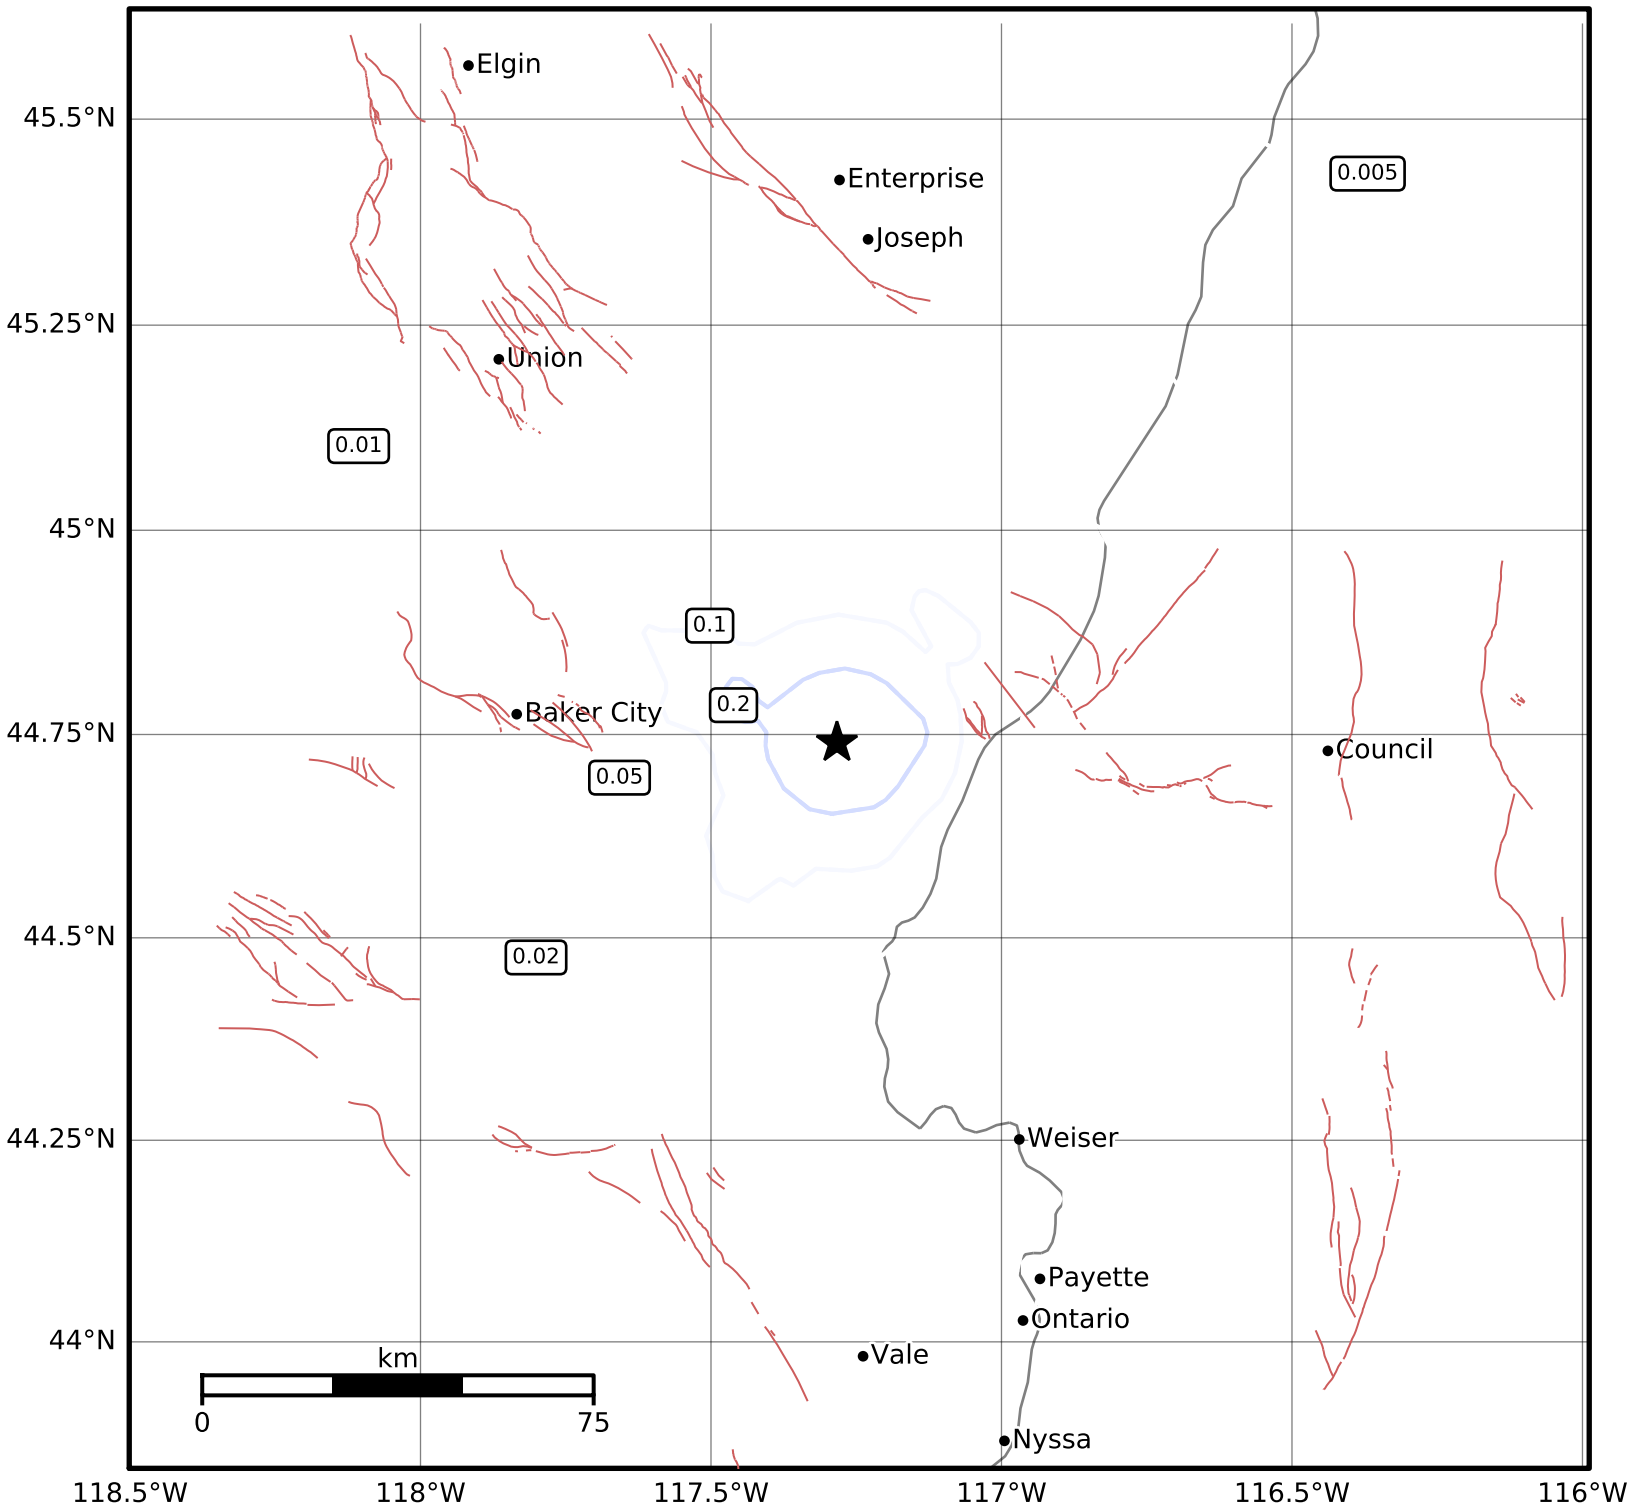 Elgin
45.5°N
0.005
Enterprise
Joseph
45.25°N
Union
0.01
45°N
0.1
0.2
Baker City
44.75°N
Council
0.05
44.5°N
0.02
44.25°N
Weiser
Payette
Ontario
44°N
Vale
km
0 75
Nyssa
118.5°W 118°W 117.5°W 117°W 116.5°W 116°W